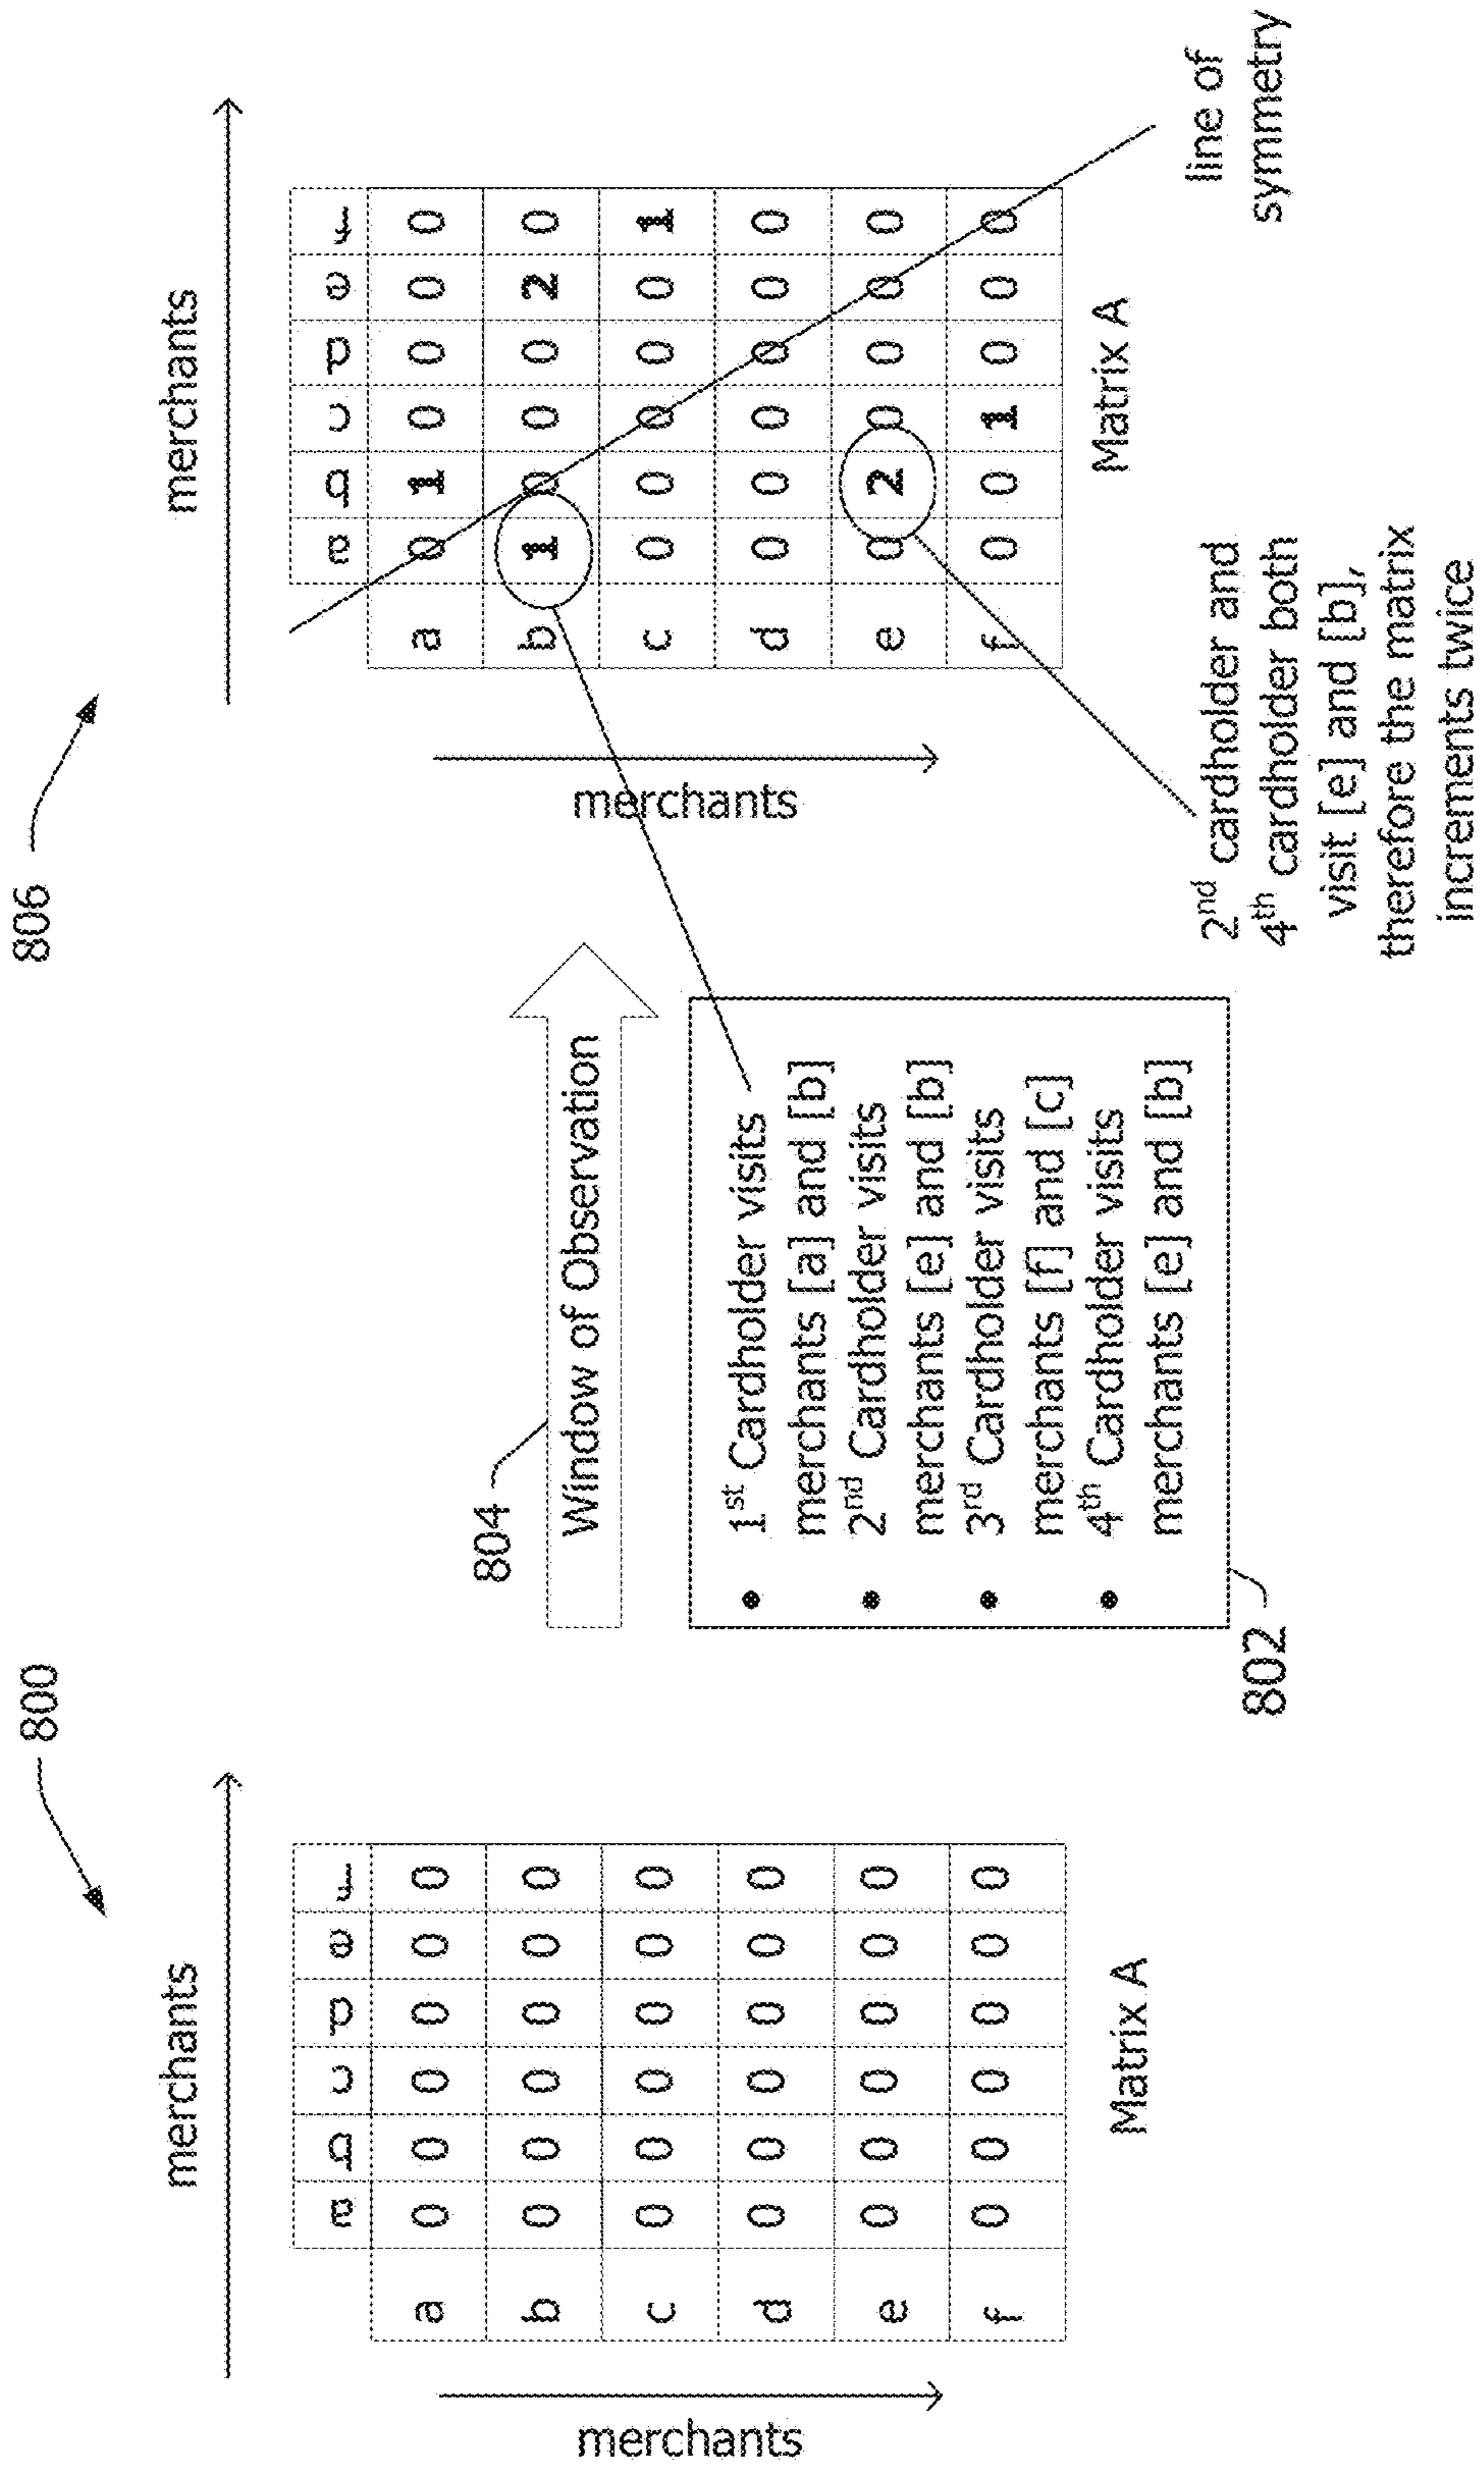 800
merchants
a b c d e f
a 0 0 0 0 0 0
b 0 0 0 0 0 0
c 0 0 0 0 0 0
d 0 0 0 0 0 0
e 0 0 0 0 0 0
f 0 0 0 0 0 0
merchants
Matrix A
804
Window of Observation
• 1st Cardholder visits
merchants [a] and [b]
• 2nd Cardholder visits
merchants [e] and [b]
• 3rd Cardholder visits
merchants [f] and [c]
• 4th Cardholder visits
merchants [e] and [b]
802
806
merchants
a b c d e f
a 0 1 0 0 0 0
b 1 0 0 0 2 0
c 0 0 0 0 0 1
d 0 0 0 0 0 0
e 0 2 0 0 0 0
f 0 0 1 0 0 0
merchants
Matrix A
2nd cardholder and
4th cardholder both
visit [e] and [b],
therefore the matrix
increments twice
line of
symmetry